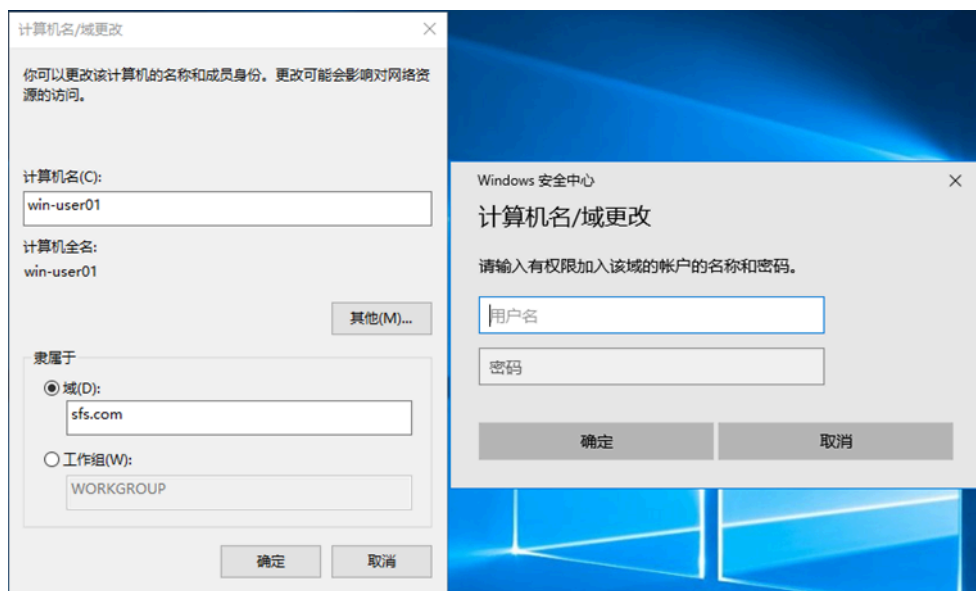 计算机名/域更改
你可以更改该计算机的名称和成员身份。更改可能会影响对网络资
源的访问。
计算机名(C):
win-user01
计算机全名:
win-user01
其他(M)...
隶属于
域(D):
sfs.com
工作组(W):
WORKGROUP
确定
取消
Windows 安全中心
计算机名/域更改
请输入有权限加入该域的帐户的名称和密码。
用户名
密码
确定
取消